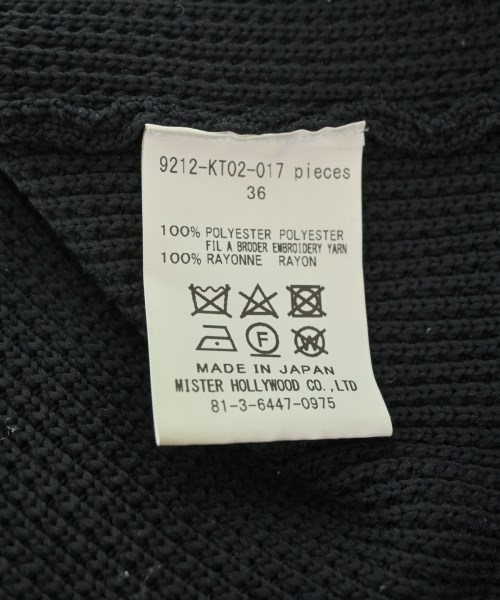 9212-KT02-017 pieces
36
100% POLYESTER POLYESTER
FIL A BRODER EMBROIDERY YARN
100% RAYONNE RAYON
F W
MADE IN JAPAN
MISTER HOLLYWOOD CO.,LTD
81-3-6447-0975